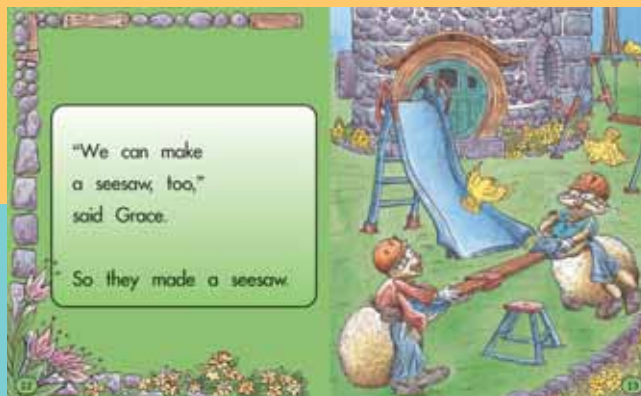 "We can make
a seesaw, too,"
said Grace.
So they made a seesaw.
12
13